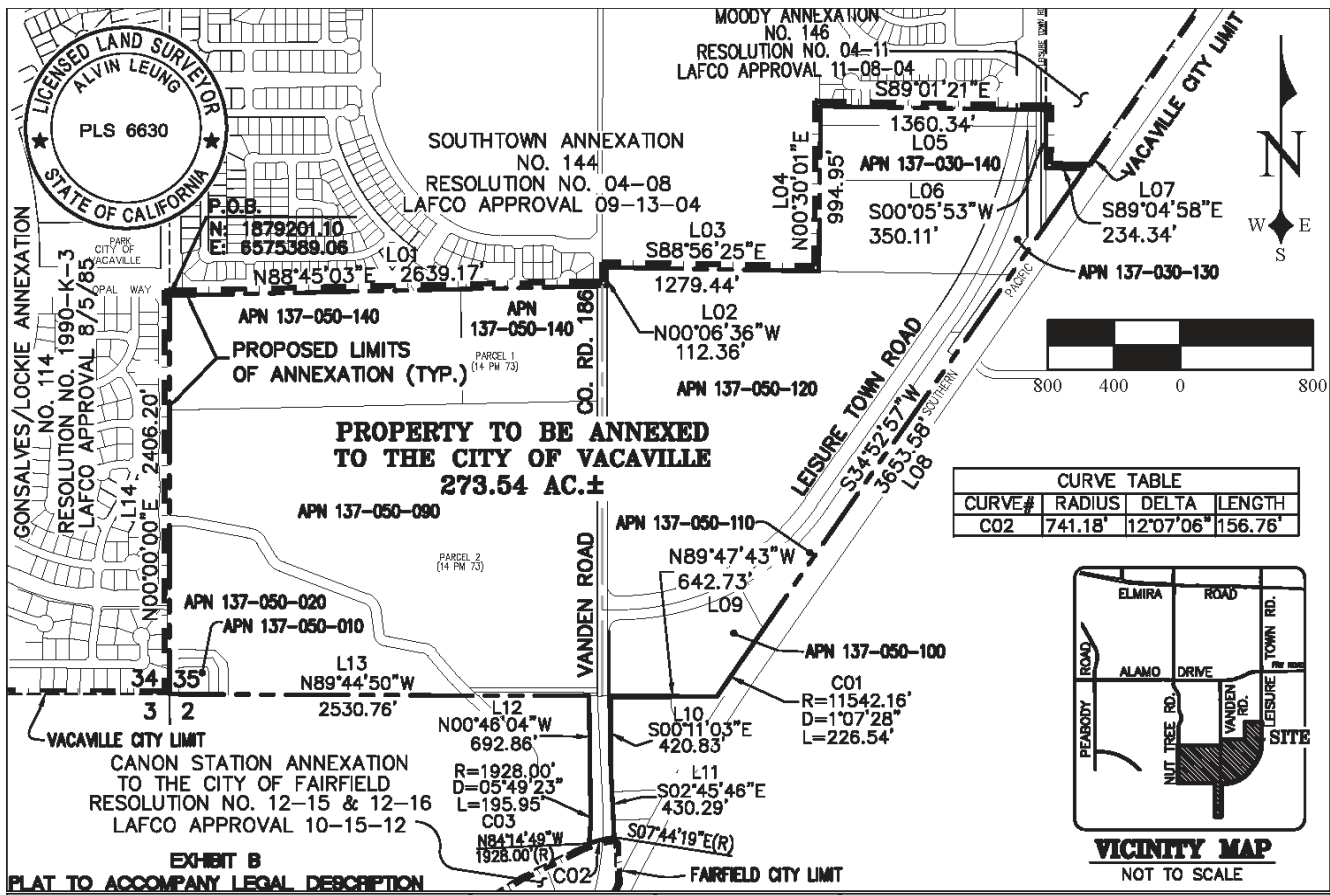 LICENSED LAND SURVEYOR
ALVIN LEUNG
PLS 6630
STATE OF CALIFORNIA
MOODY ANNEXATION
NO. 146
RESOLUTION NO. 04-11
LAFCO APPROVAL 11-08-04
LEISURE TOWN RD
VACAVILLE CITY LIMIT
S89°01'21"E
1360.34'
L05
APN 137-030-140
L04
N00°30'01"E
994.95'
L06
S00°05'53"W
350.11'
L07
S89°04'58"E
234.34'
N
W E
S
SOUTHTOWN ANNEXATION
NO. 144
RESOLUTION NO. 04-08
LAFCO APPROVAL 09-13-04
P.O.B.
N: 1879201.10
E: 6575389.06
PARK
CITY OF
VACAVILLE
OPAL WAY
GONSALVES/LOCKIE ANNEXATION
NO. 114
RESOLUTION NO. 1990-K-3
LAFCO APPROVAL 8/5/85
L01
N88°45'03"E 2639.17'
L03
S88°56'25"E
1279.44'
L02
N00°06'36"W
112.36'
APN 137-030-130
APN 137-050-140
APN
137-050-140
PROPOSED LIMITS
OF ANNEXATION (TYP.)
PARCEL 1
(14 PM 73)
CO. RD. 186
APN 137-050-120
PACIFIC
SOUTHERN
LEISURE TOWN ROAD
S34°52'57"W
3653.58'
L08
800 400 0 800
PROPERTY TO BE ANNEXED
TO THE CITY OF VACAVILLE
273.54 AC.±
L14
N00°00'00"E 2406.20'
APN 137-050-090
PARCEL 2
(14 PM 73)
VANDEN ROAD
APN 137-050-110
N89°47'43"W
642.73'
L09
CURVE TABLE
CURVE# RADIUS DELTA LENGTH
C02 741.18' 12°07'06" 156.76'
APN 137-050-020
APN 137-050-010
APN 137-050-100
34 35
3 2
L13
N89°44'50"W
2530.76'
C01
R=11542.16'
D=1°07'28"
L=226.54'
L12
N00°46'04"W
692.86'
L10
S00°11'03"E
420.83'
L11
S02°45'46"E
430.29'
R=1928.00'
D=05°49'23"
L=195.95'
C03
N84°14'49"W
1928.00'(R)
S07°44'19"E(R)
C02
VACAVILLE CITY LIMIT
CANON STATION ANNEXATION
TO THE CITY OF FAIRFIELD
RESOLUTION NO. 12-15 & 12-16
LAFCO APPROVAL 10-15-12
FAIRFIELD CITY LIMIT
EXHIBIT B
PLAT TO ACCOMPANY LEGAL DESCRIPTION
ELMIRA ROAD
PEABODY ROAD
ALAMO DRIVE
NUT TREE RD.
VANDEN
RD.
LEISURE TOWN RD.
SITE
VICINITY MAP
NOT TO SCALE